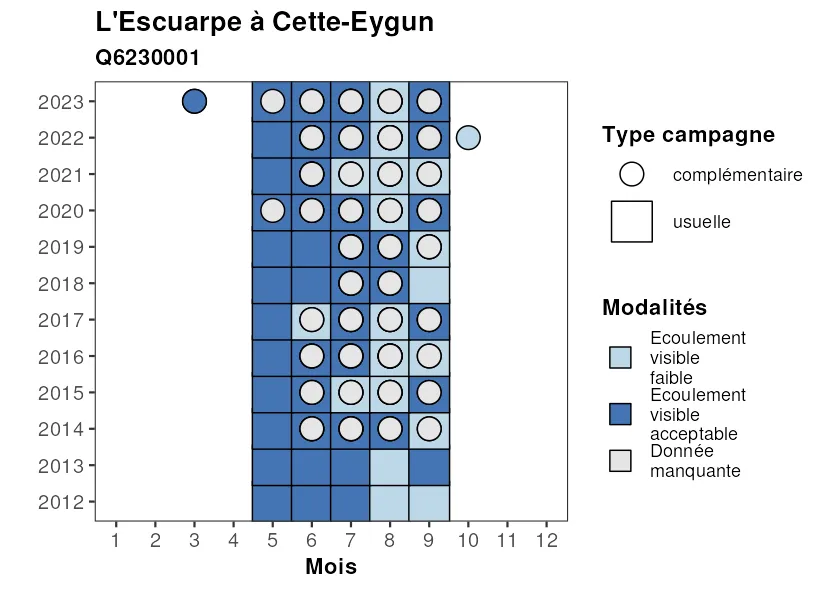 L'Escuarpe à Cette-Eygun
Q6230001
2023
2022
2021
2020
2019
2018
2017
2016
2015
2014
2013
2012
1 2 3 4 5 6 7 8 9 10 11 12
Mois
Type campagne
complémentaire
usuelle
Modalités
Ecoulement
visible
faible
Ecoulement
visible
acceptable
Donnée
manquante